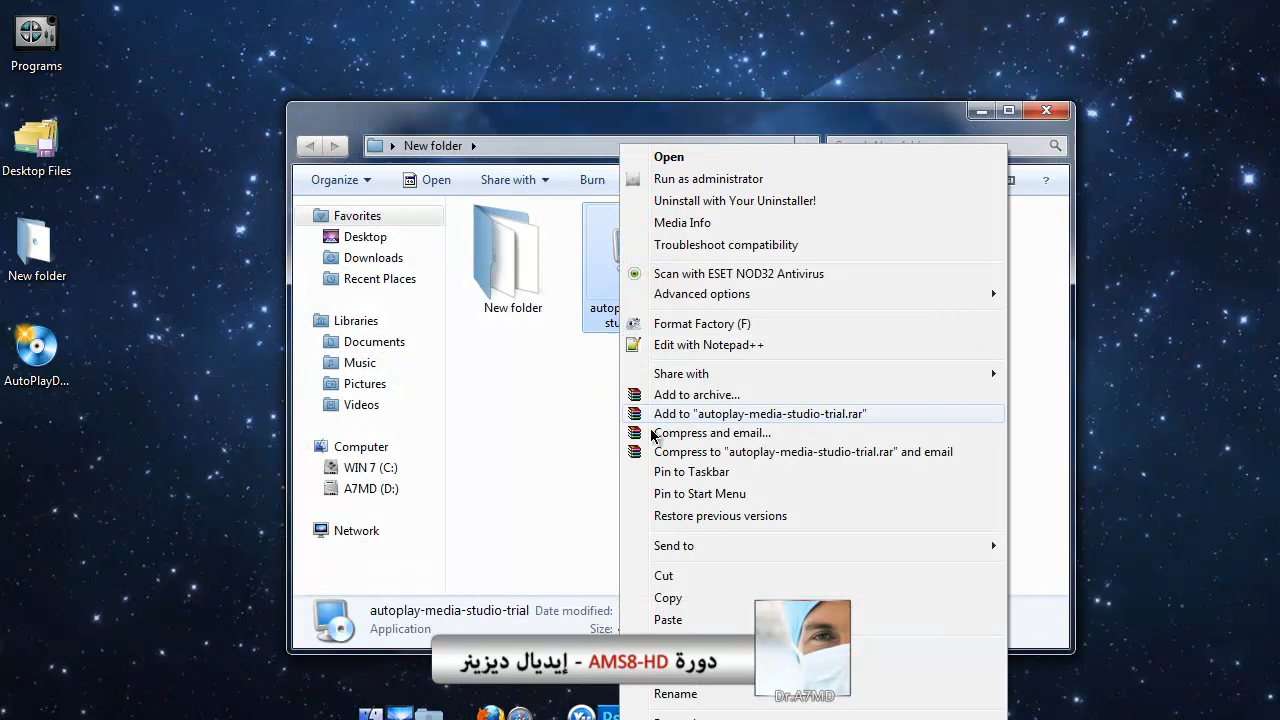 Programs
Desktop Files
New folder
AutoPlayD...
New folder
Organize
Open
Share with
Burn
?
Favorites
Desktop
Downloads
Recent Places
Libraries
Documents
Music
Pictures
Videos
Computer
WIN 7 (C:)
A7MD (D:)
Network
New folder
autoplay-media-studio-trial
Date modified:
Application
Size:
Open
Run as administrator
Uninstall with Your Uninstaller!
Media Info
Troubleshoot compatibility
Scan with ESET NOD32 Antivirus
Advanced options
Format Factory (F)
Edit with Notepad++
Share with
Add to archive...
Add to "autoplay-media-studio-trial.rar"
Compress and email...
Compress to "autoplay-media-studio-trial.rar" and email
Pin to Taskbar
Pin to Start Menu
Restore previous versions
Send to
Cut
Copy
Paste
Rename
دورة AMS8-HD - إيديال ديزينر
Dr.A7MD